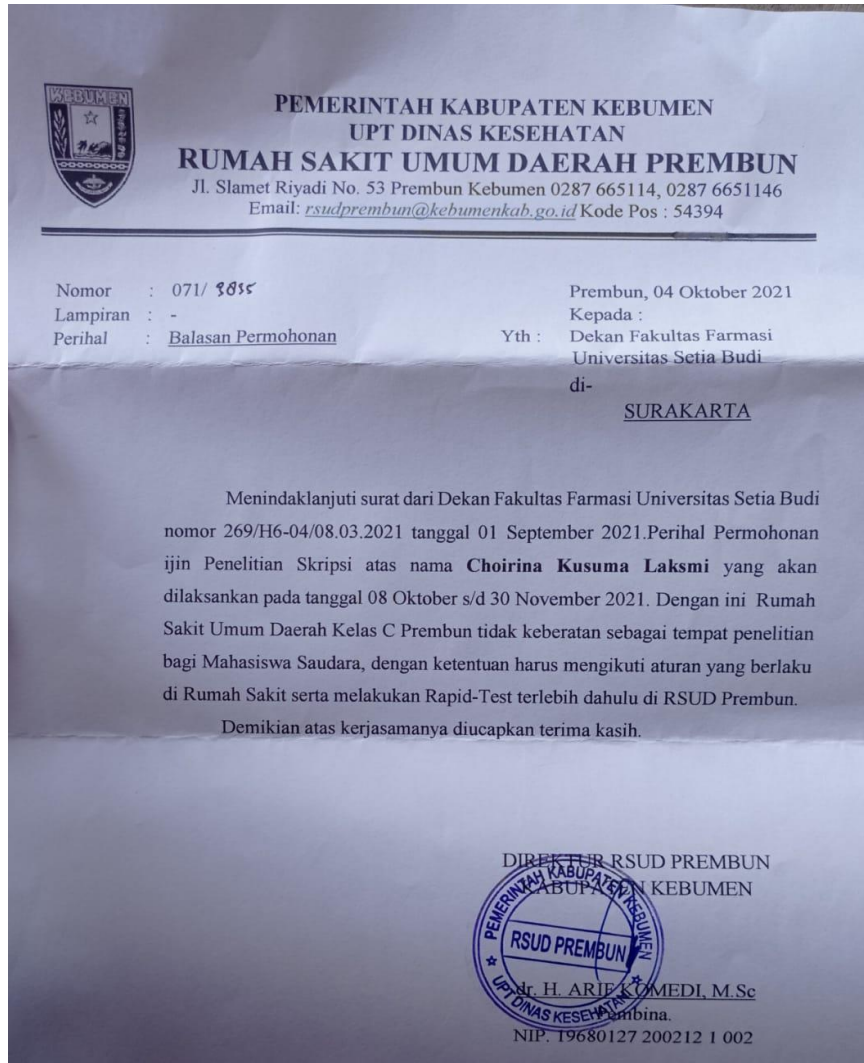 KEBUMEN
PEMERINTAH KABUPATEN KEBUMEN
UPT DINAS KESEHATAN
RUMAH SAKIT UMUM DAERAH PREMBUN
Jl. Slamet Riyadi No. 53 Prembun Kebumen 0287 665114, 0287 6651146
Email: rsudprembun@kebumenkab.go.id Kode Pos : 54394
Nomor : 071/ 3835
Lampiran : -
Perihal : Balasan Permohonan
Prembun, 04 Oktober 2021
Kepada :
Yth : Dekan Fakultas Farmasi
Universitas Setia Budi
di-
SURAKARTA
Menindaklanjuti surat dari Dekan Fakultas Farmasi Universitas Setia Budi
nomor 269/H6-04/08.03.2021 tanggal 01 September 2021.Perihal Permohonan
ijin Penelitian Skripsi atas nama Choirina Kusuma Laksmi yang akan
dilaksankan pada tanggal 08 Oktober s/d 30 November 2021. Dengan ini Rumah
Sakit Umum Daerah Kelas C Prembun tidak keberatan sebagai tempat penelitian
bagi Mahasiswa Saudara, dengan ketentuan harus mengikuti aturan yang berlaku
di Rumah Sakit serta melakukan Rapid-Test terlebih dahulu di RSUD Prembun.
Demikian atas kerjasamanya diucapkan terima kasih.
DIREKTUR RSUD PREMBUN
KABUPATEN KEBUMEN
PEMERINTAH KABUPATEN KEBUMEN
RSUD PREMBUN
UPT DINAS KESEHATAN
dr. H. ARIF KOMEDI, M.Sc
Pembina.
NIP. 19680127 200212 1 002